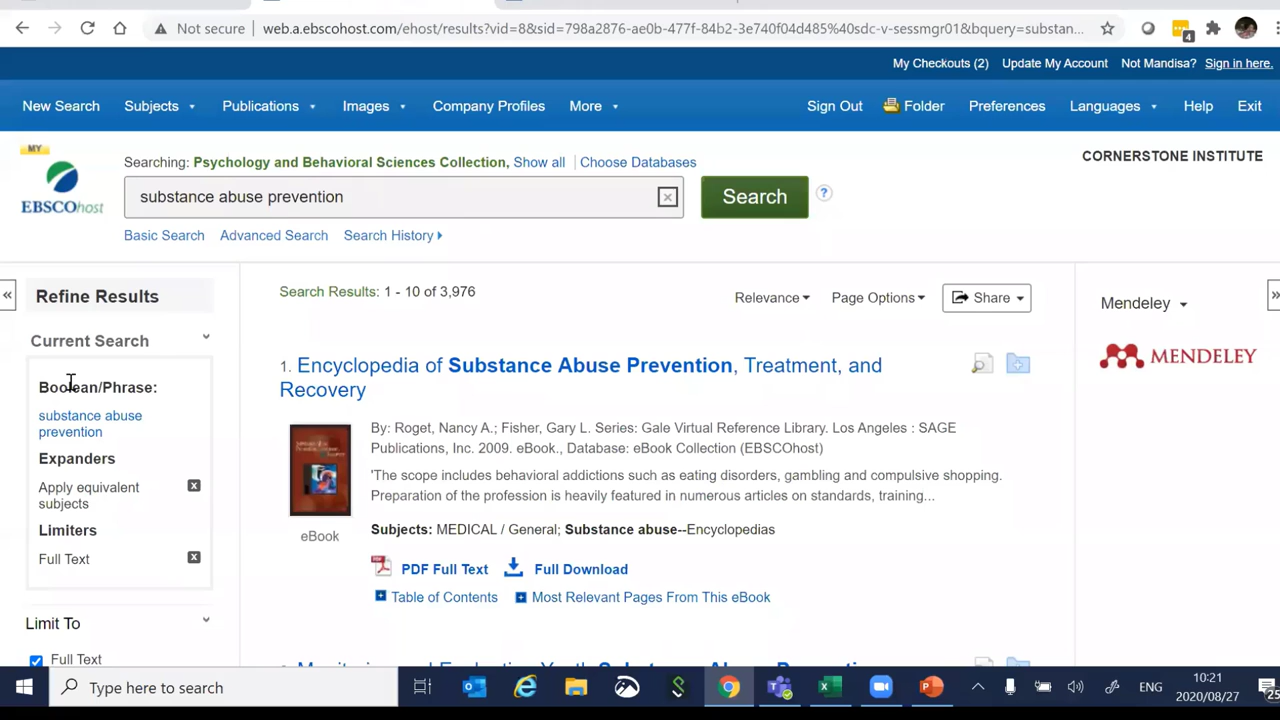 Not secure web.a.ebscohost.com/ehost/results?vid=8&sid=798a2876-ae0b-477f-84b2-3e740f04d485%40sdc-v-sessmgr01&bquery=substan...
4
My Checkouts (2) Update My Account Not Mandisa? Sign in here.
New Search Subjects Publications Images Company Profiles More Sign Out Folder Preferences Languages Help Exit
MY
EBSCOhost
Searching: Psychology and Behavioral Sciences Collection, Show all Choose Databases
CORNERSTONE INSTITUTE
substance abuse prevention
Search
?
Basic Search Advanced Search Search History
Refine Results
Current Search
Boolean/Phrase:
substance abuse
prevention
Expanders
Apply equivalent
subjects
Limiters
Full Text
Limit To
Full Text
Search Results: 1 - 10 of 3,976
Relevance Page Options Share
1. Encyclopedia of Substance Abuse Prevention, Treatment, and
Recovery
By: Roget, Nancy A.; Fisher, Gary L. Series: Gale Virtual Reference Library. Los Angeles : SAGE
Publications, Inc. 2009. eBook., Database: eBook Collection (EBSCOhost)
'The scope includes behavioral addictions such as eating disorders, gambling and compulsive shopping.
Preparation of the profession is heavily featured in numerous articles on standards, training...
eBook
Subjects: MEDICAL / General; Substance abuse--Encyclopedias
PDF Full Text Full Download
Table of Contents Most Relevant Pages From This eBook
Mendeley
MENDELEY
Type here to search
ENG
10:21
2020/08/27
25